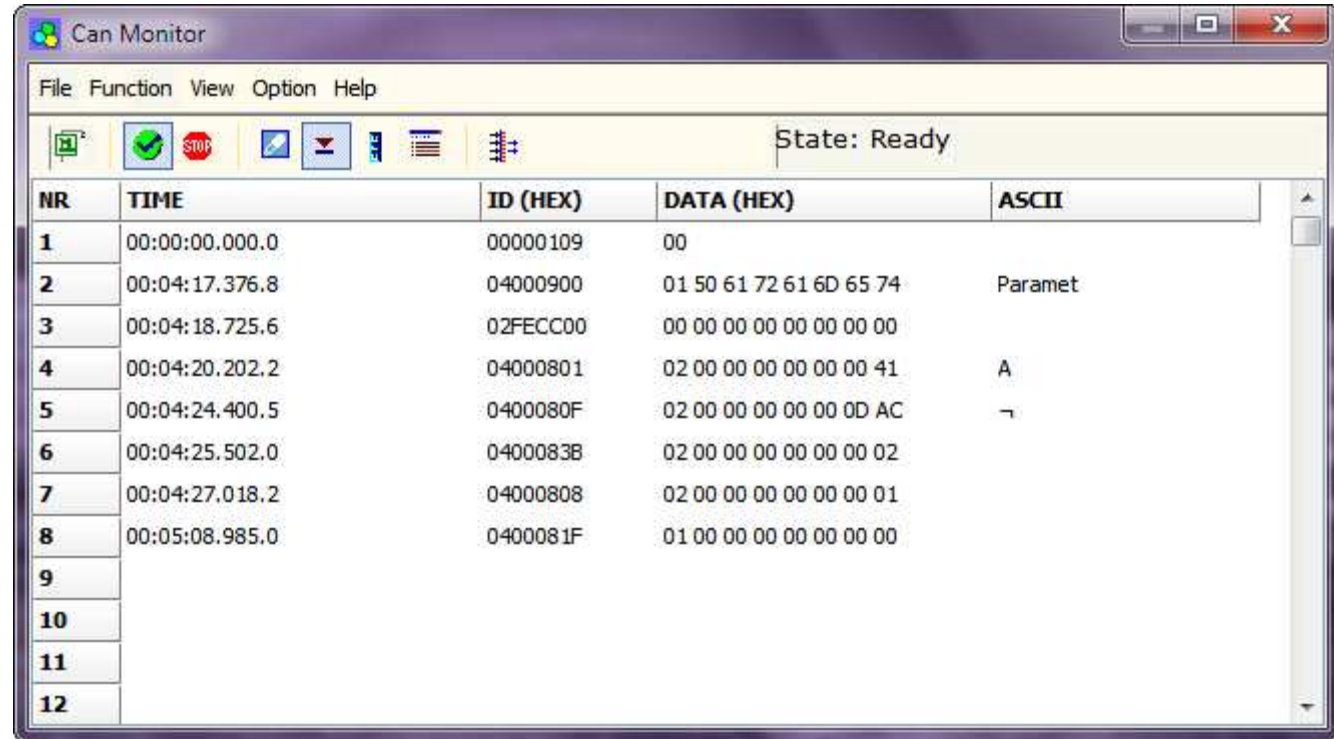 Can Monitor
File Function View Option Help
STOP State: Ready
NR TIME ID (HEX) DATA (HEX) ASCII
1 00:00:00.000.0 00000109 00
2 00:04:17.376.8 04000900 01 50 61 72 61 6D 65 74 Paramet
3 00:04:18.725.6 02FECC00 00 00 00 00 00 00 00 00
4 00:04:20.202.2 04000801 02 00 00 00 00 00 00 41 A
5 00:04:24.400.5 0400080F 02 00 00 00 00 00 0D AC ¬
6 00:04:25.502.0 0400083B 02 00 00 00 00 00 00 02
7 00:04:27.018.2 04000808 02 00 00 00 00 00 00 01
8 00:05:08.985.0 0400081F 01 00 00 00 00 00 00 00
9
10
11
12